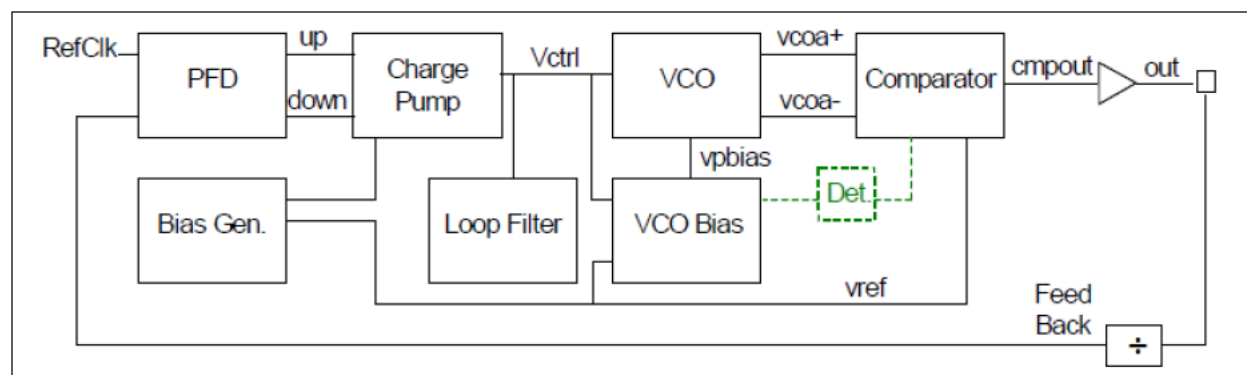 RefClk
PFD
up
down
Charge
Pump
Vctrl
VCO
vcoa+
vcoa-
Comparator
cmpout
out
vpbias
Bias Gen.
Loop Filter
VCO Bias
Det.
vref
Feed
Back
÷